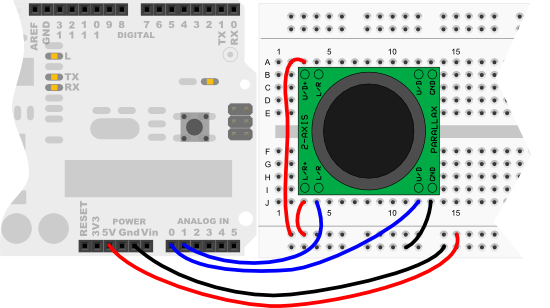 AREF
GND
13
12
11
10
9
8
7
6
5
4
3
2
1
0
DIGITAL
TX
RX
L
TX
RX
RESET
3V3
POWER
5V Gnd Vin
ANALOG IN
0 1 2 3 4 5
1 5 10 15
A
B
C
D
E
F
G
H
I
J
1 5 10 15
U/D+
L/R
U/D
GND
2-AXIS
PARALLAX
L/R+
L/R
U/D
GND